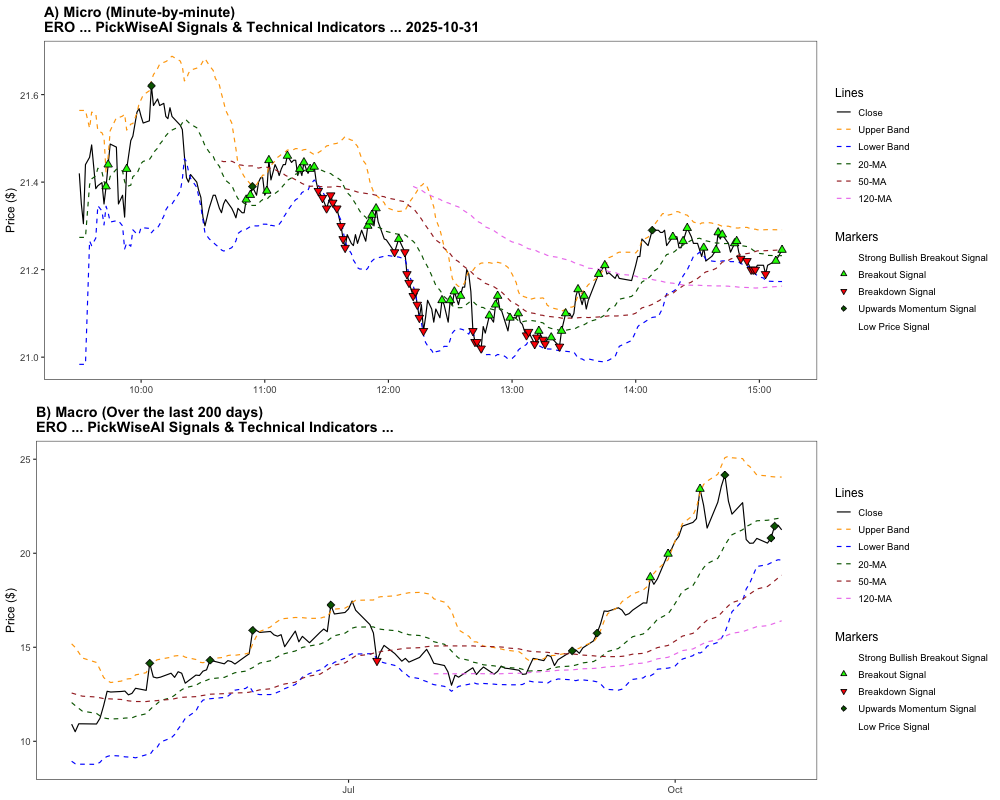 A) Micro (Minute-by-minute)
ERO ... PickWiseAI Signals & Technical Indicators ... 2025-10-31
Price ($)
21.6
21.4
21.2
21.0
10:00 11:00 12:00 13:00 14:00 15:00
Lines
Close
Upper Band
Lower Band
20-MA
50-MA
120-MA
Markers
Strong Bullish Breakout Signal
Breakout Signal
Breakdown Signal
Upwards Momentum Signal
Low Price Signal
B) Macro (Over the last 200 days)
ERO ... PickWiseAI Signals & Technical Indicators ...
Price ($)
25
20
15
10
Jul Oct
Lines
Close
Upper Band
Lower Band
20-MA
50-MA
120-MA
Markers
Strong Bullish Breakout Signal
Breakout Signal
Breakdown Signal
Upwards Momentum Signal
Low Price Signal